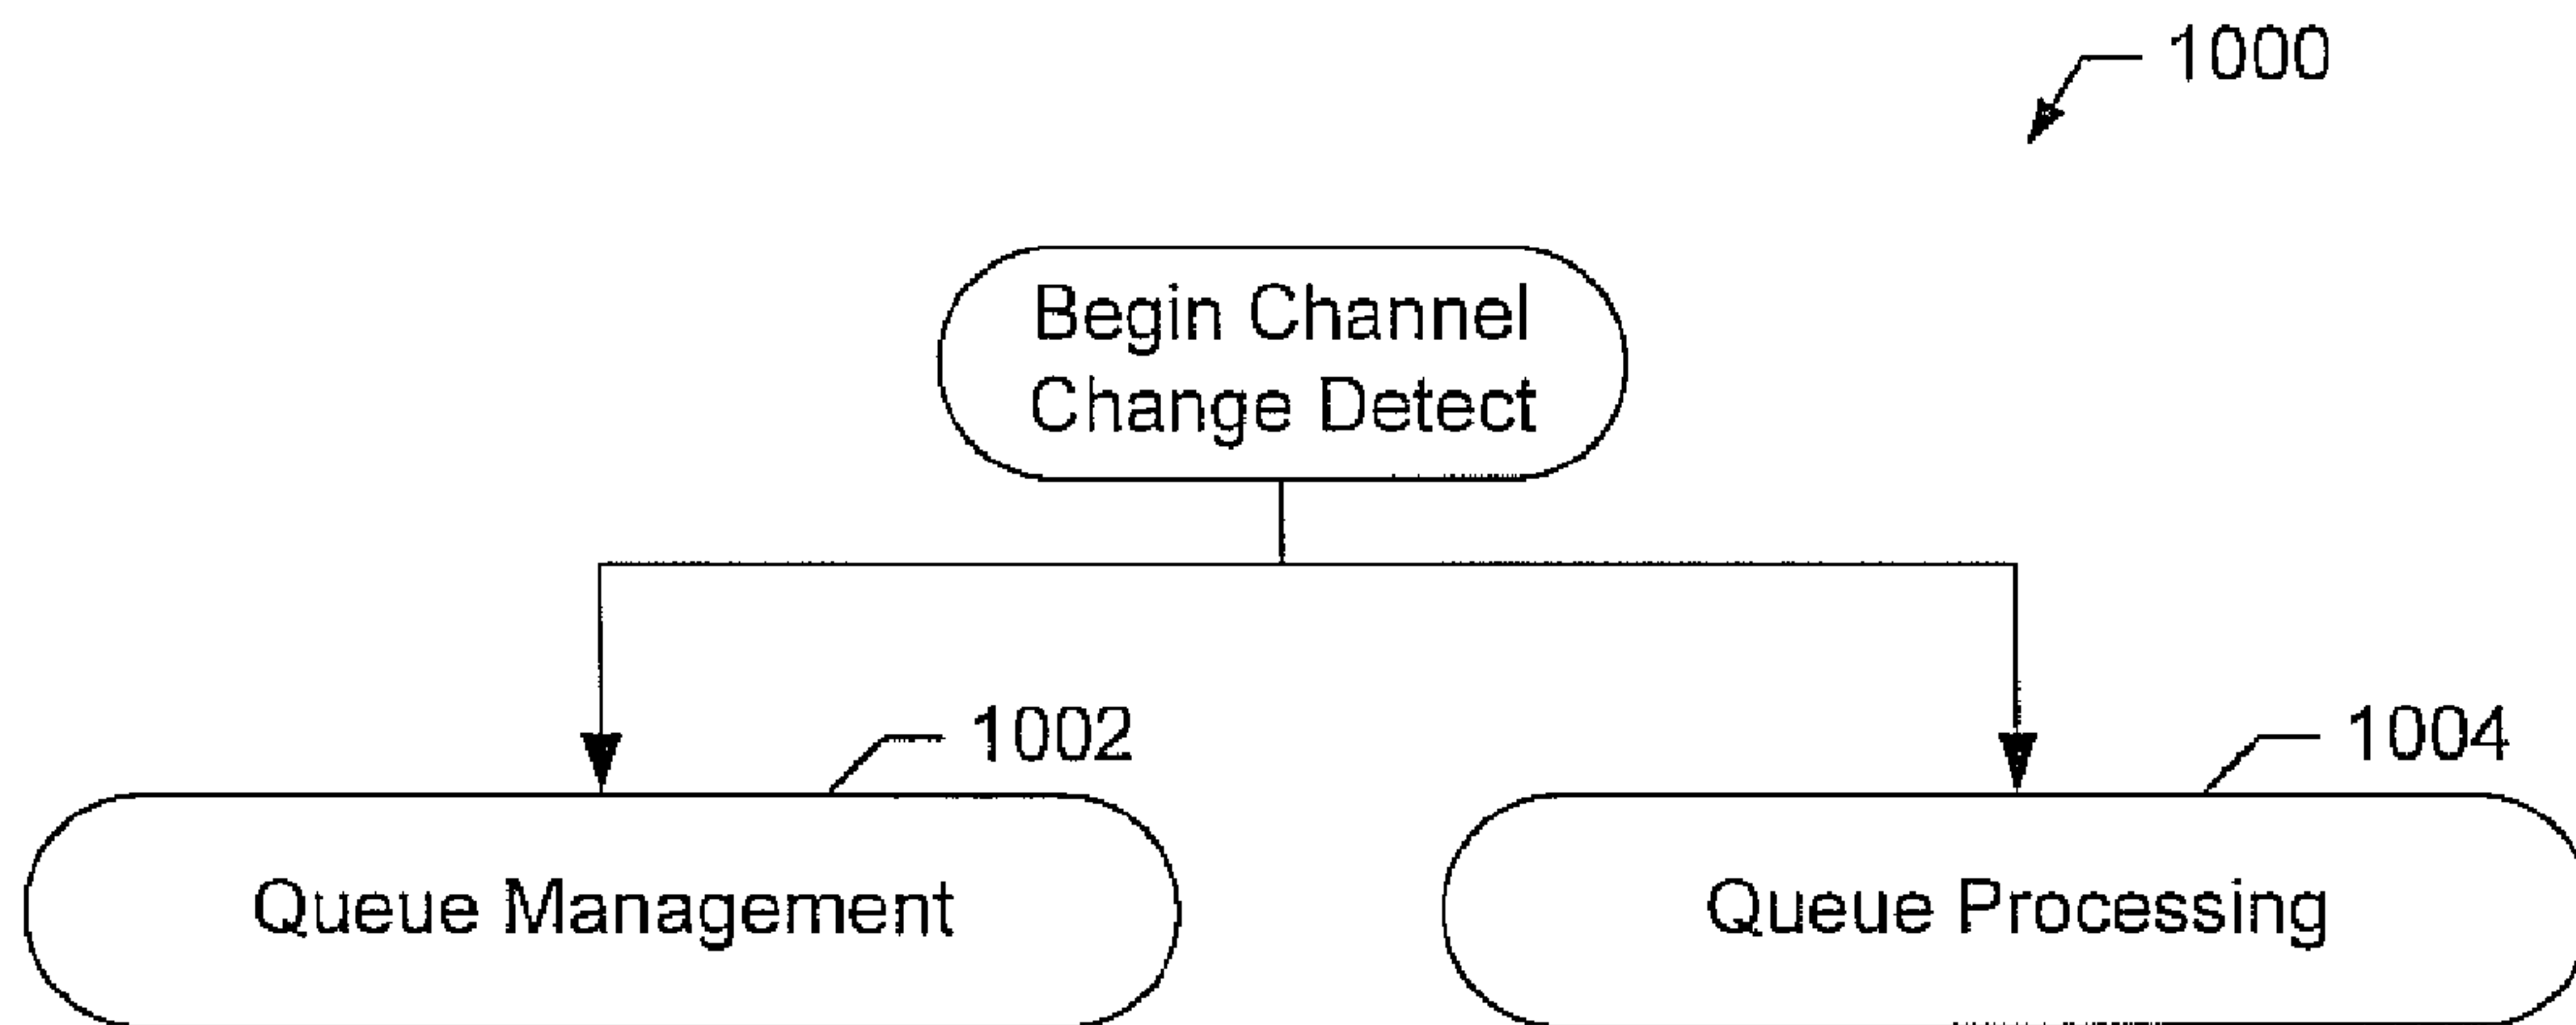 1000
Begin Channel
Change Detect
1002
1004
Queue Management
Queue Processing